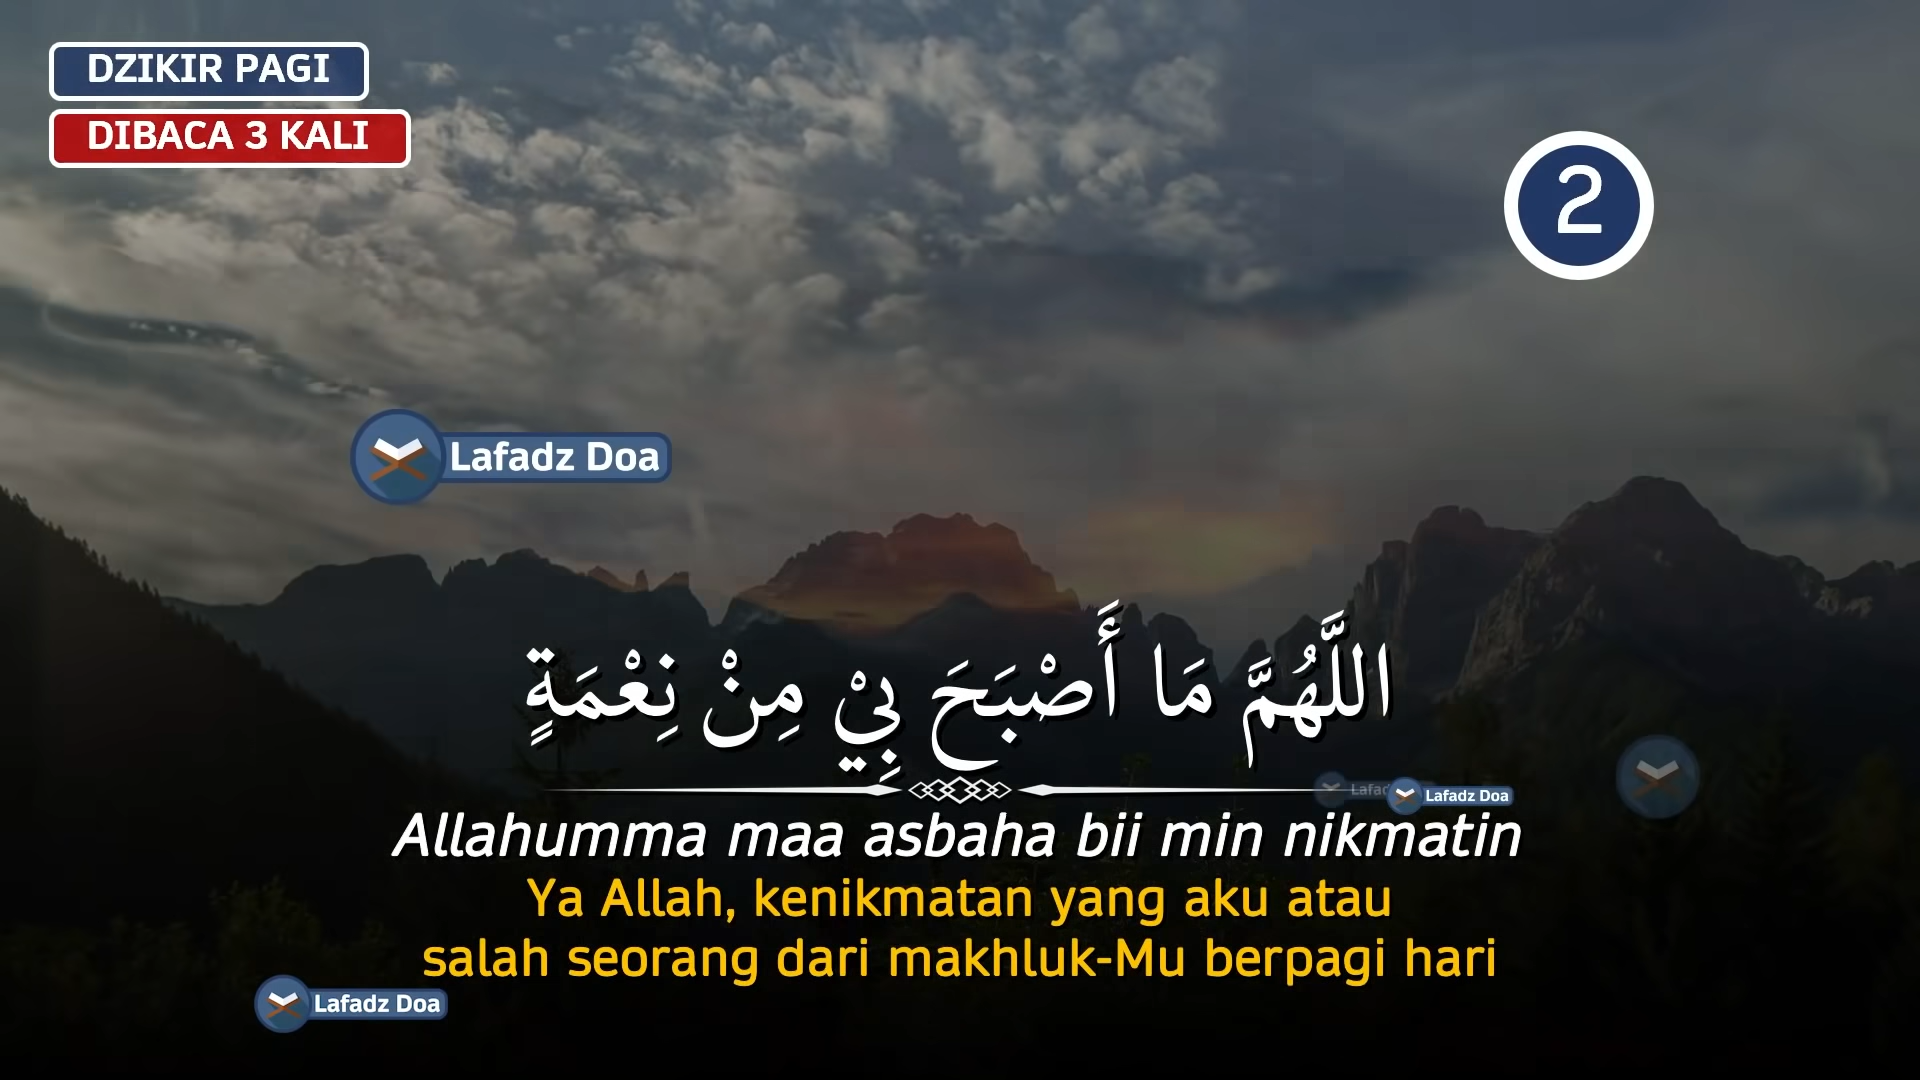 DZIKIR PAGI
DIBACA 3 KALI
2
Lafadz Doa
اللَّهُمَّ مَا أَصْبَحَ بِيْ مِنْ نِعْمَةٍ
Lafadz Doa
Allahumma maa asbaha bii min nikmatin
Ya Allah, kenikmatan yang aku atau
salah seorang dari makhluk-Mu berpagi hari
Lafadz Doa